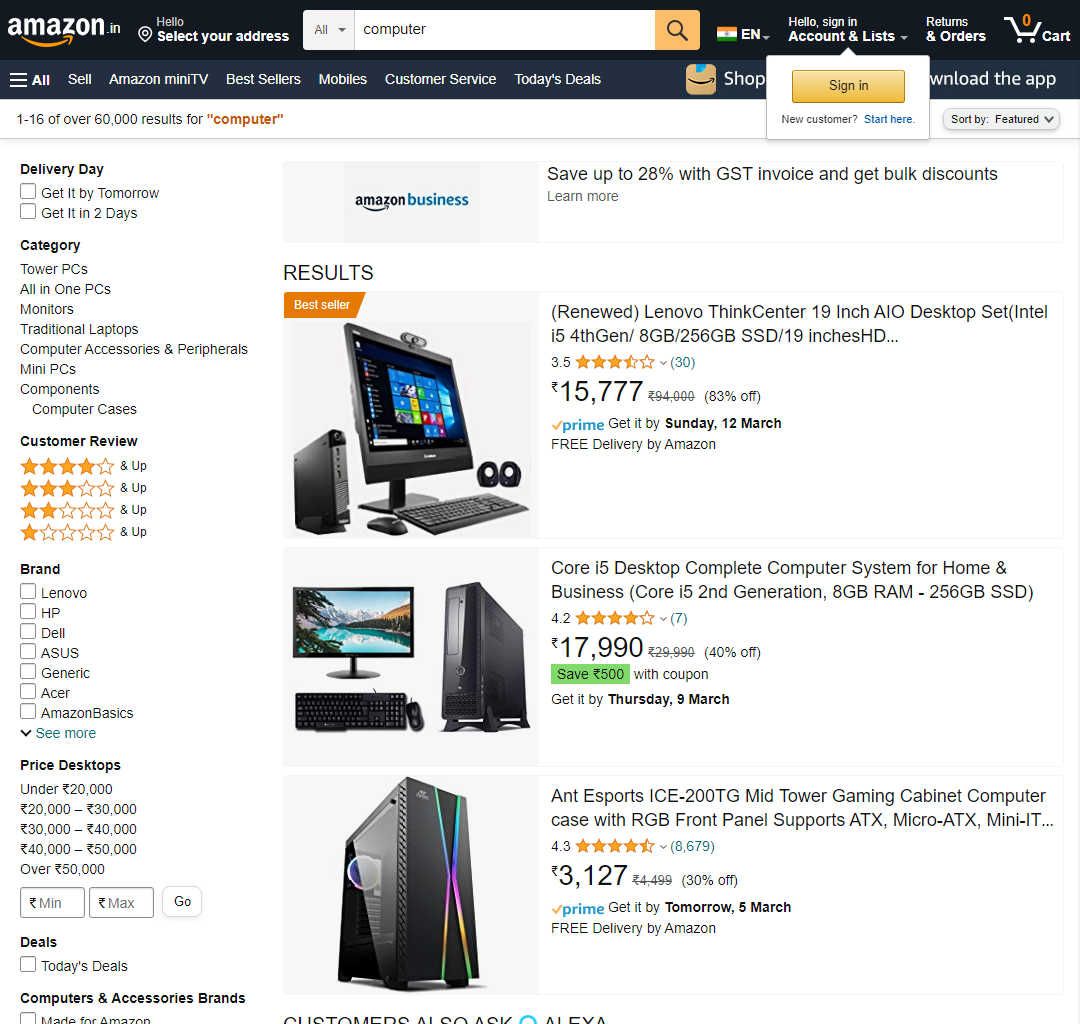 amazon.in
Hello
Select your address
All
computer
EN
Hello, sign in
Account & Lists
Returns
& Orders
0
Cart
All
Sell
Amazon miniTV
Best Sellers
Mobiles
Customer Service
Today's Deals
Shop
wnload the app
Sign in
New customer? Start here.
1-16 of over 60,000 results for "computer"
Sort by: Featured
Delivery Day
Get It by Tomorrow
Get It in 2 Days
Category
Tower PCs
All in One PCs
Monitors
Traditional Laptops
Computer Accessories & Peripherals
Mini PCs
Components
Computer Cases
Customer Review
& Up
& Up
& Up
& Up
Brand
Lenovo
HP
Dell
ASUS
Generic
Acer
AmazonBasics
See more
Price Desktops
Under ₹20,000
₹20,000 – ₹30,000
₹30,000 – ₹40,000
₹40,000 – ₹50,000
Over ₹50,000
₹ Min
₹ Max
Go
Deals
Today's Deals
Computers & Accessories Brands
Made for Amazon
amazon business
Save up to 28% with GST invoice and get bulk discounts
Learn more
RESULTS
Best seller
(Renewed) Lenovo ThinkCenter 19 Inch AIO Desktop Set(Intel
i5 4thGen/ 8GB/256GB SSD/19 inchesHD...
3.5 (30)
₹15,777 ₹94,000 (83% off)
prime Get it by Sunday, 12 March
FREE Delivery by Amazon
Core i5 Desktop Complete Computer System for Home &
Business (Core i5 2nd Generation, 8GB RAM - 256GB SSD)
4.2 (7)
₹17,990 ₹29,990 (40% off)
Save ₹500 with coupon
Get it by Thursday, 9 March
Ant Esports ICE-200TG Mid Tower Gaming Cabinet Computer
case with RGB Front Panel Supports ATX, Micro-ATX, Mini-IT...
4.3 (8,679)
₹3,127 ₹4,499 (30% off)
prime Get it by Tomorrow, 5 March
FREE Delivery by Amazon
CUSTOMERS ALSO ASK ALEXA